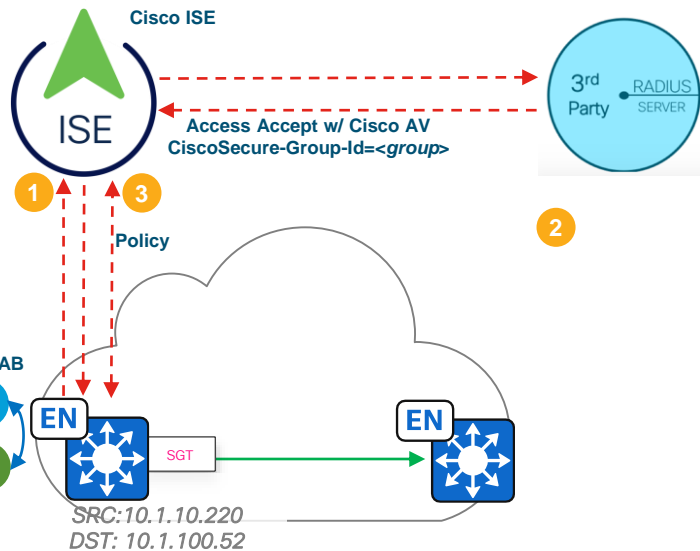 Cisco ISE
ISE
3rd
Party
RADIUS
SERVER
Access Accept w/ Cisco AV
CiscoSecure-Group-Id=<group>
1
3
2
Policy
AB
EN
EN
SGT
SRC:10.1.10.220
DST: 10.1.100.52